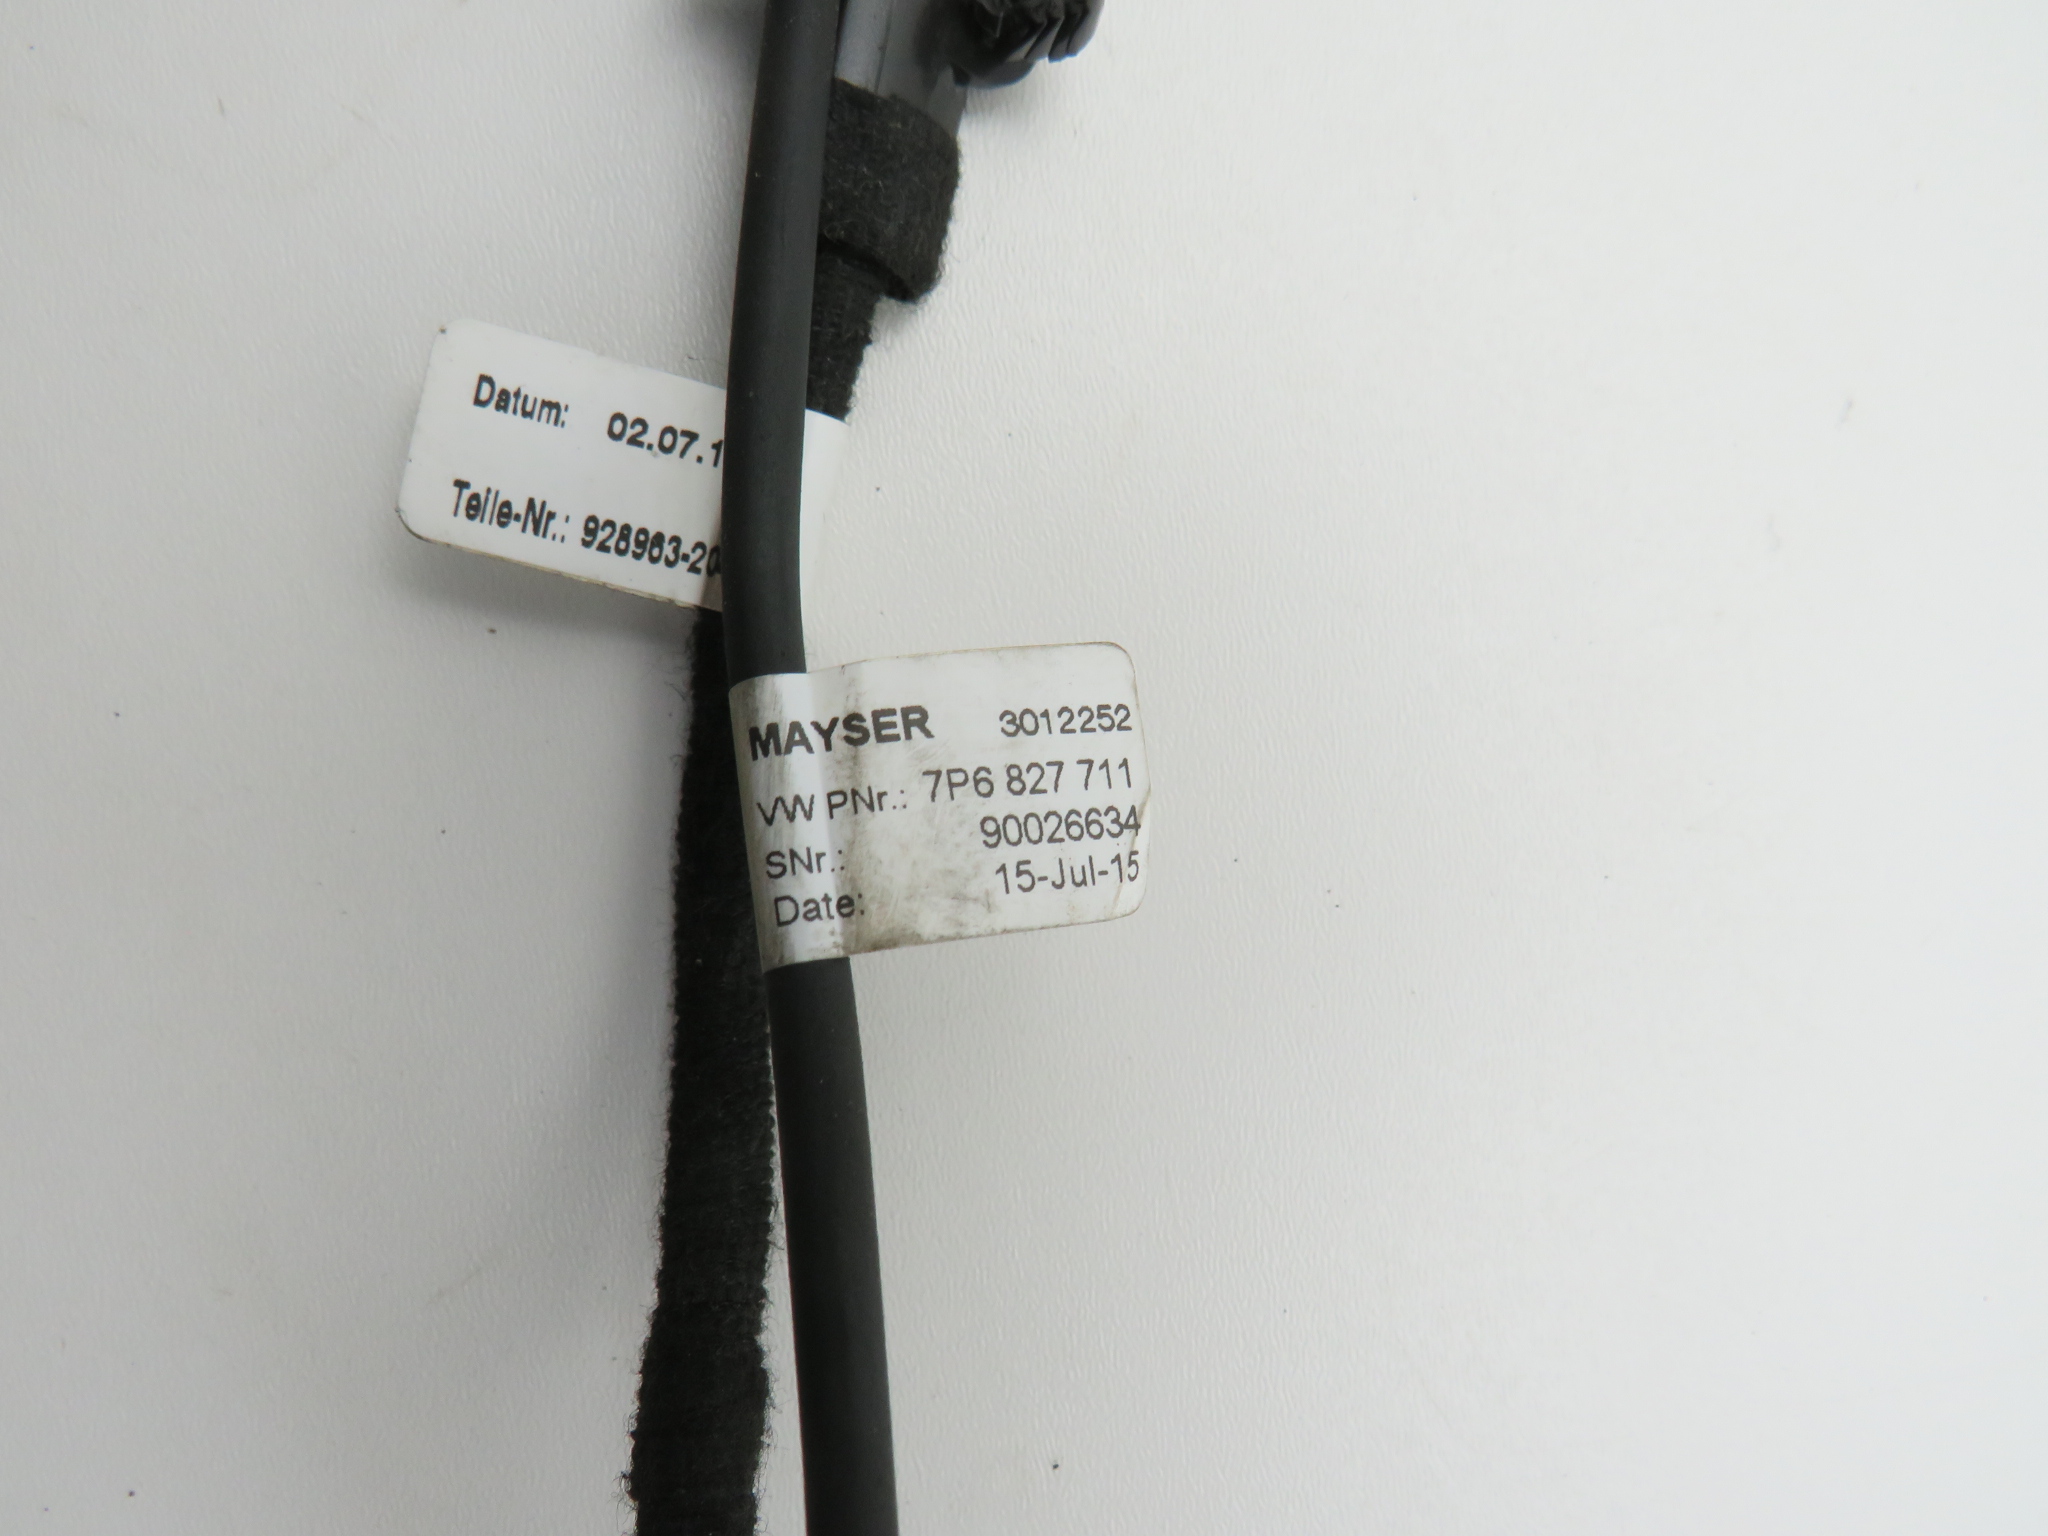 Datum: 02.07.1
Teile-Nr.: 928963-20
MAYSER 3012252
VW PNr.: 7P6 827 711
SNr.: 90026634
Date: 15-Jul-15